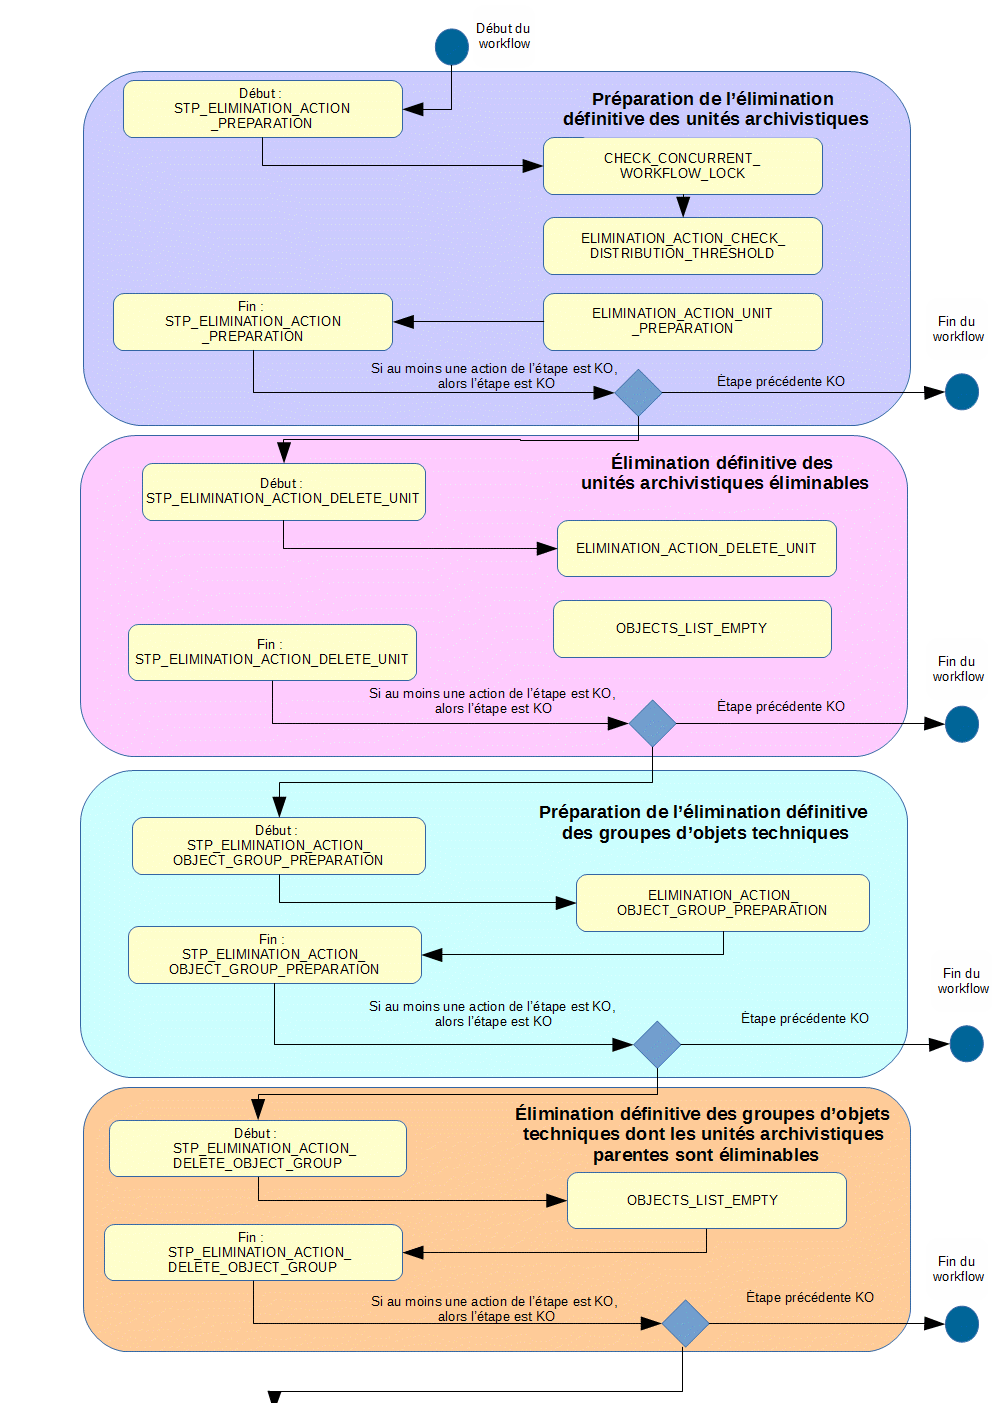 Début du
workflow
Début :
STP_ELIMINATION_ACTION
_PREPARATION
Préparation de l’élimination
définitive des unités archivistiques
CHECK_CONCURRENT_
WORKFLOW_LOCK
ELIMINATION_ACTION_CHECK_
DISTRIBUTION_THRESHOLD
Fin :
STP_ELIMINATION_ACTION
_PREPARATION
ELIMINATION_ACTION_UNIT
_PREPARATION
Fin du
workflow
Si au moins une action de l’étape est KO,
alors l’étape est KO
Étape précédente KO
Élimination définitive des
unités archivistiques éliminables
Début :
STP_ELIMINATION_ACTION_DELETE_UNIT
ELIMINATION_ACTION_DELETE_UNIT
OBJECTS_LIST_EMPTY
Fin :
STP_ELIMINATION_ACTION_DELETE_UNIT
Fin du
workflow
Si au moins une action de l’étape est KO,
alors l’étape est KO
Étape précédente KO
Préparation de l’élimination définitive
des groupes d’objets techniques
Début :
STP_ELIMINATION_ACTION_
OBJECT_GROUP_PREPARATION
ELIMINATION_ACTION_
OBJECT_GROUP_PREPARATION
Fin :
STP_ELIMINATION_ACTION_
OBJECT_GROUP_PREPARATION
Fin du
workflow
Si au moins une action de l’étape est KO,
alors l’étape est KO
Étape précédente KO
Élimination définitive des groupes d’objets
techniques dont les unités archivistiques
parentes sont éliminables
Début :
STP_ELIMINATION_ACTION_
DELETE_OBJECT_GROUP
OBJECTS_LIST_EMPTY
Fin :
STP_ELIMINATION_ACTION_
DELETE_OBJECT_GROUP
Fin du
workflow
Si au moins une action de l’étape est KO,
alors l’étape est KO
Étape précédente KO